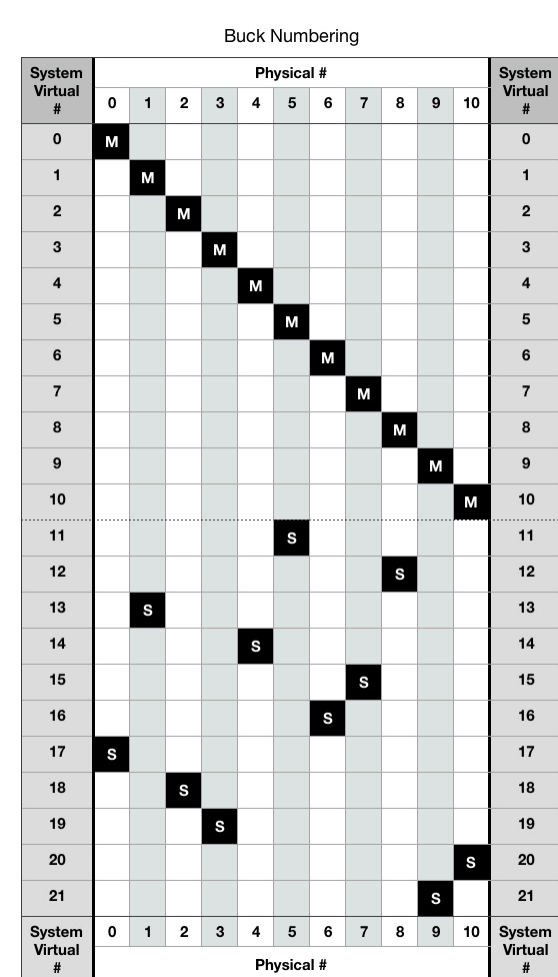 Buck Numbering
System Virtual # Physical # System Virtual #
0 1 2 3 4 5 6 7 8 9 10
0 M 0
1 M 1
2 M 2
3 M 3
4 M 4
5 M 5
6 M 6
7 M 7
8 M 8
9 M 9
10 M 10
11 S 11
12 S 12
13 S 13
14 S 14
15 S 15
16 S 16
17 S 17
18 S 18
19 S 19
20 S 20
21 S 21
System Virtual # 0 1 2 3 4 5 6 7 8 9 10 System Virtual #
Physical #